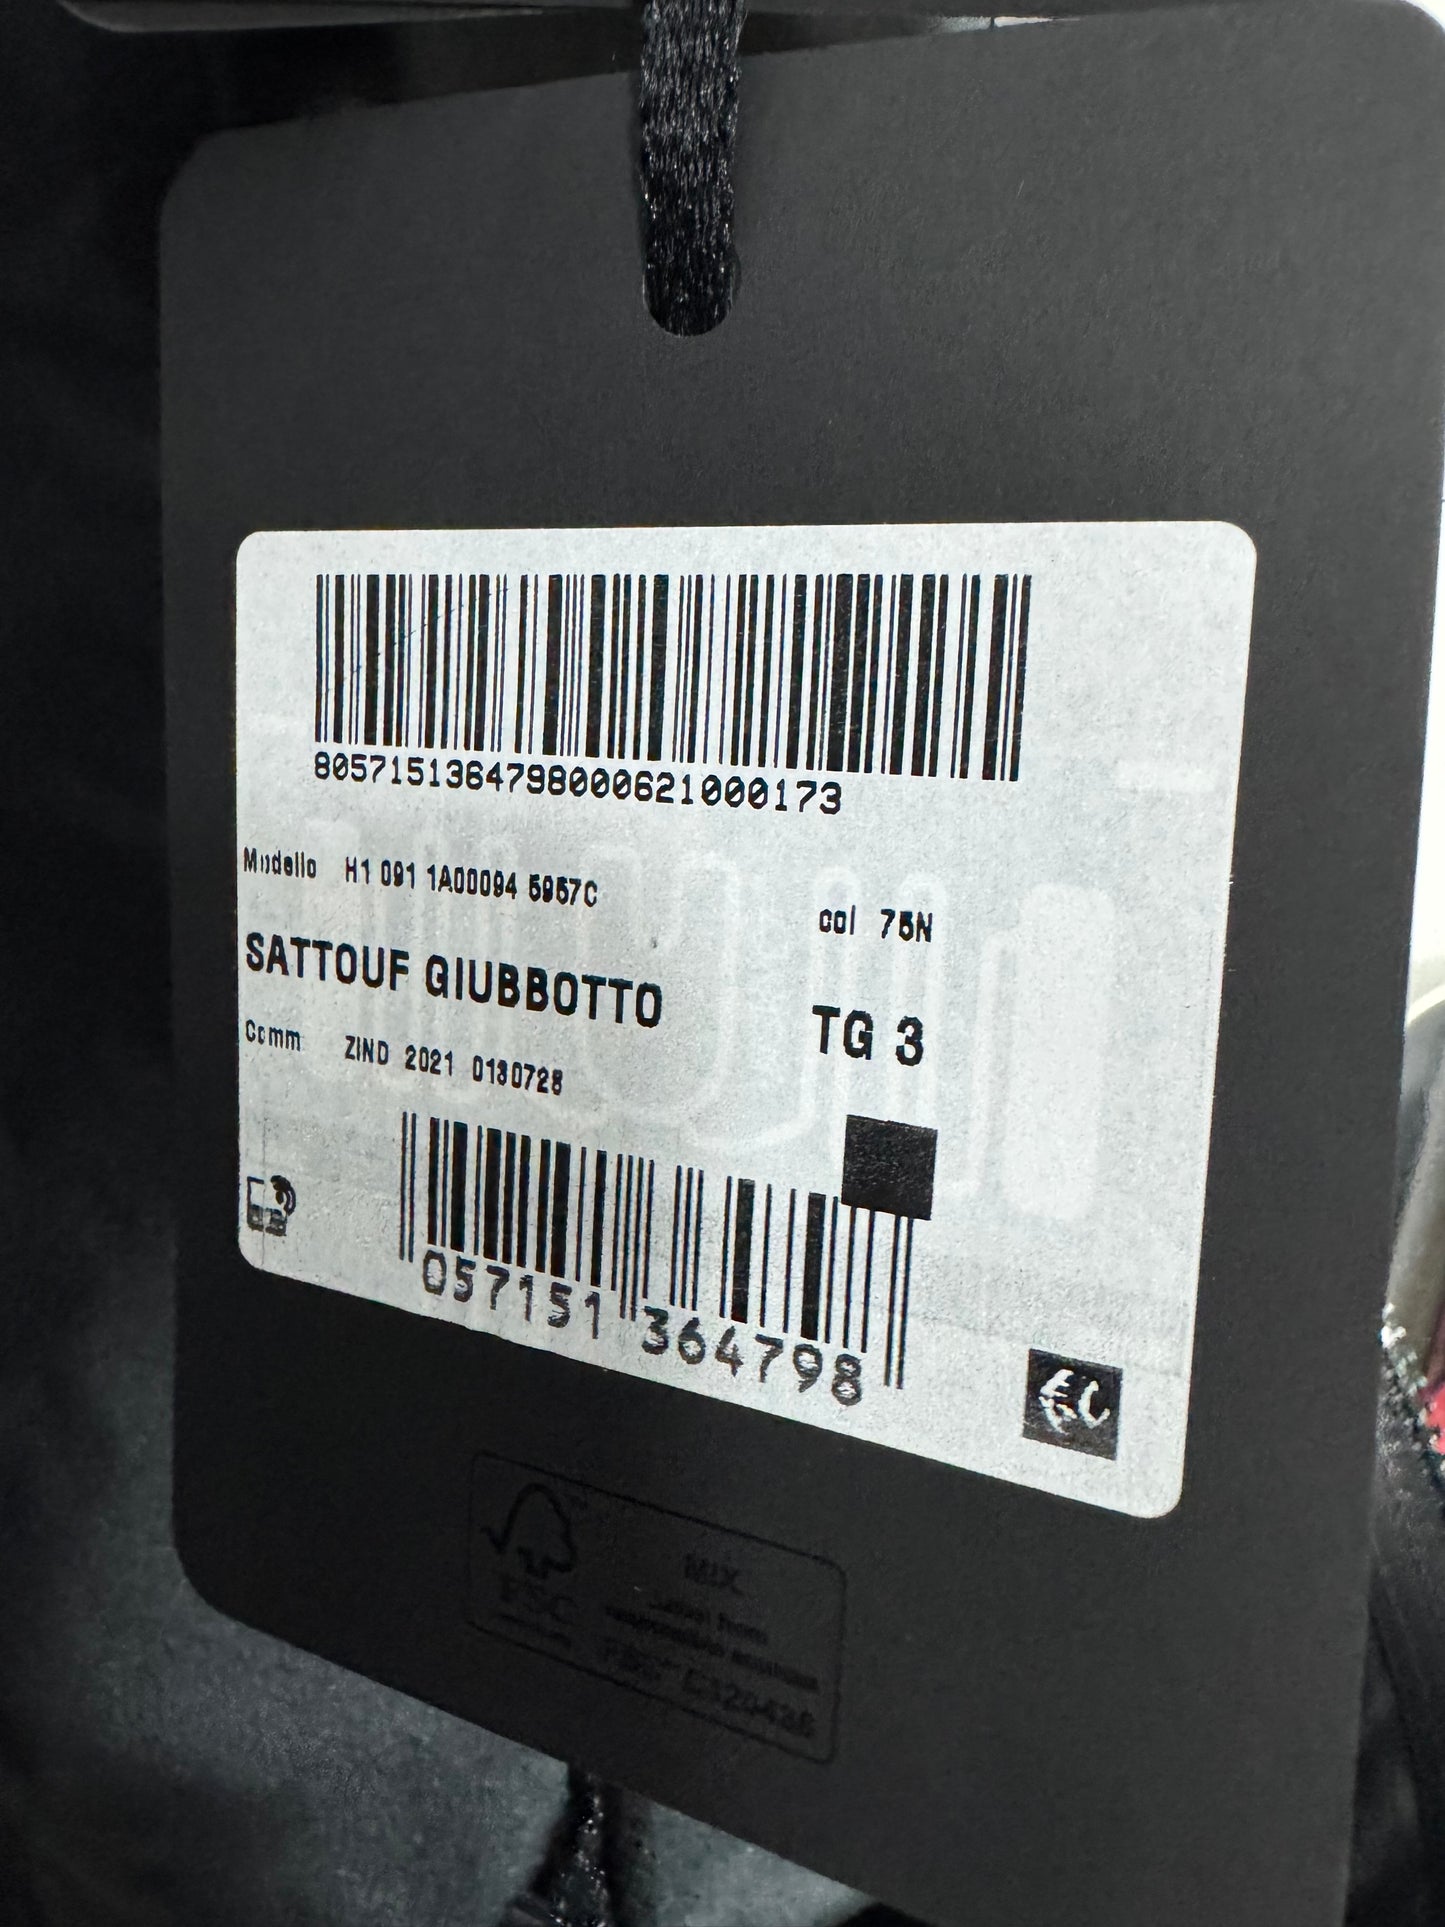 8057151364798000621000173
Modello H1 091 1A00094 5957C
col 75N
SATTOUF GIUBBOTTO
TG 3
Comm ZIND 2021 0130728
057151 364798
MIX
FSC